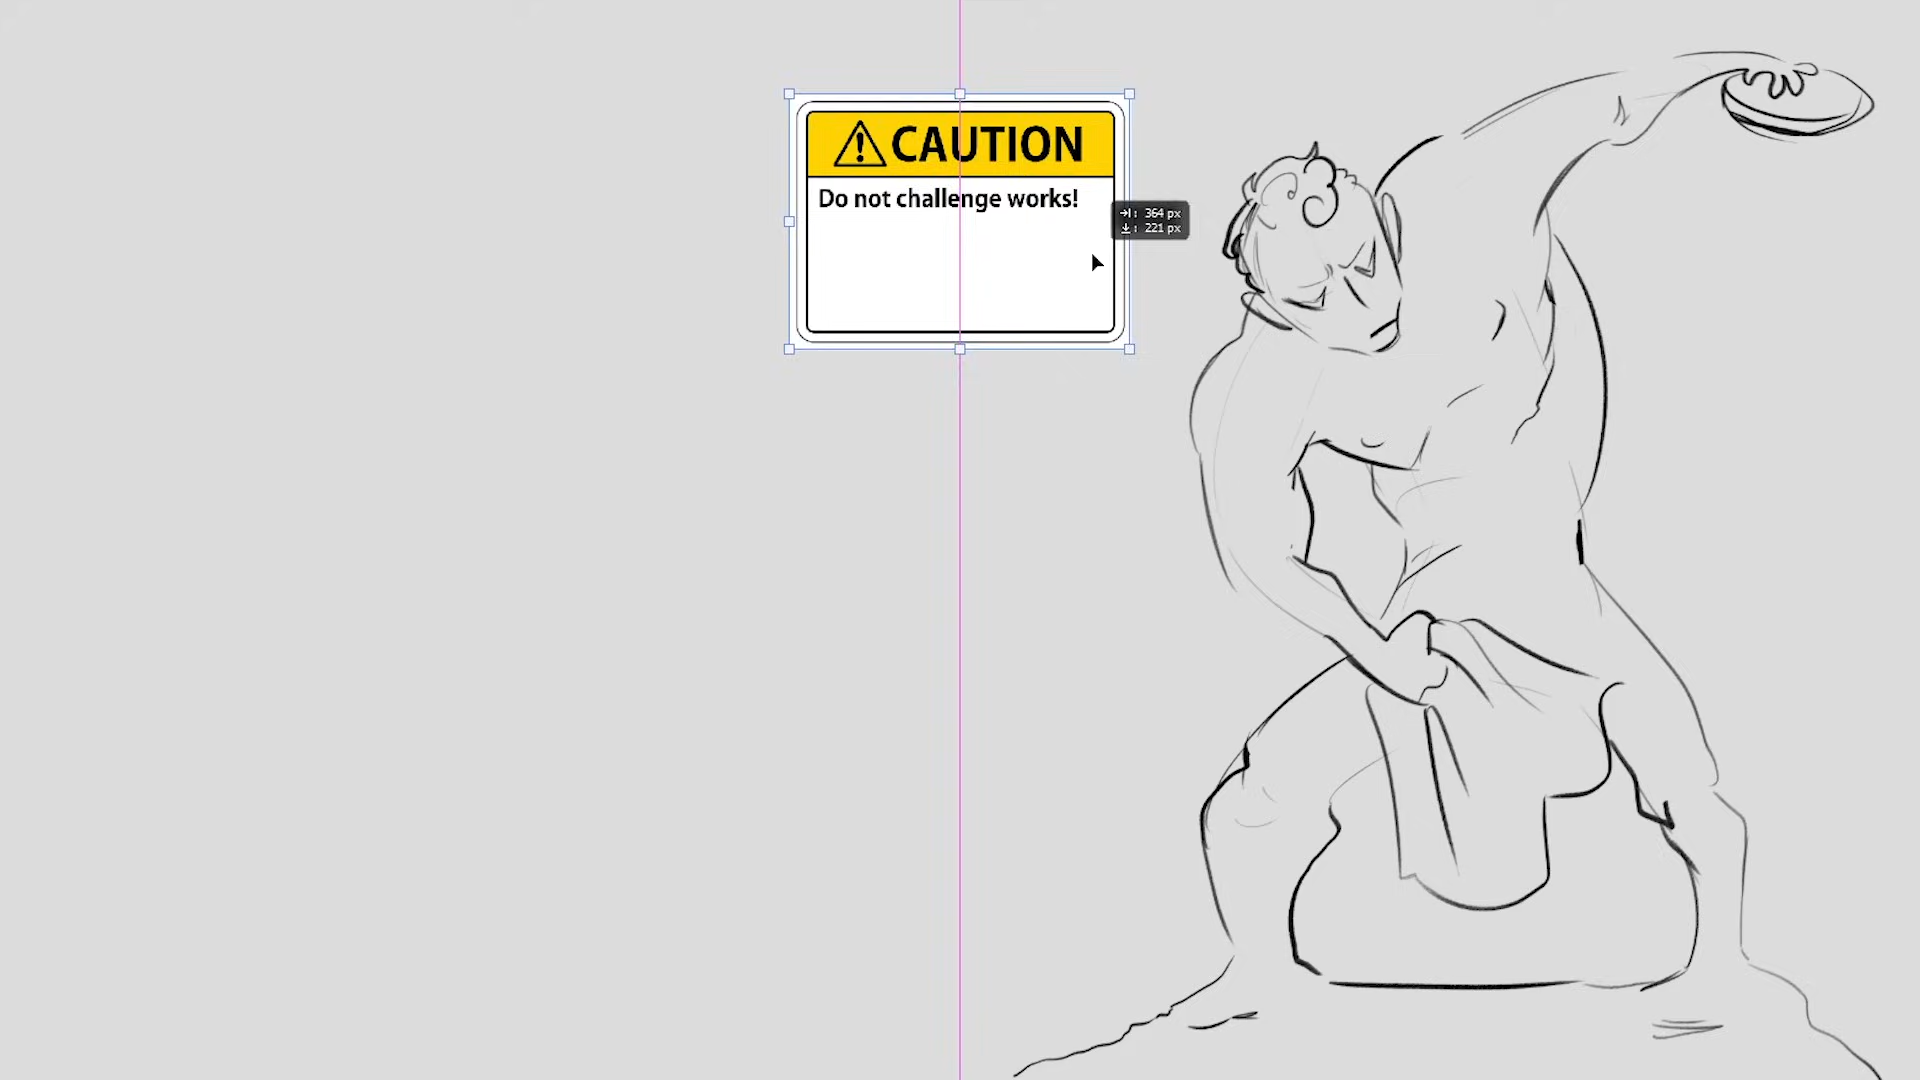 CAUTION
Do not challenge works!
→|: 364 px
↓: 221 px